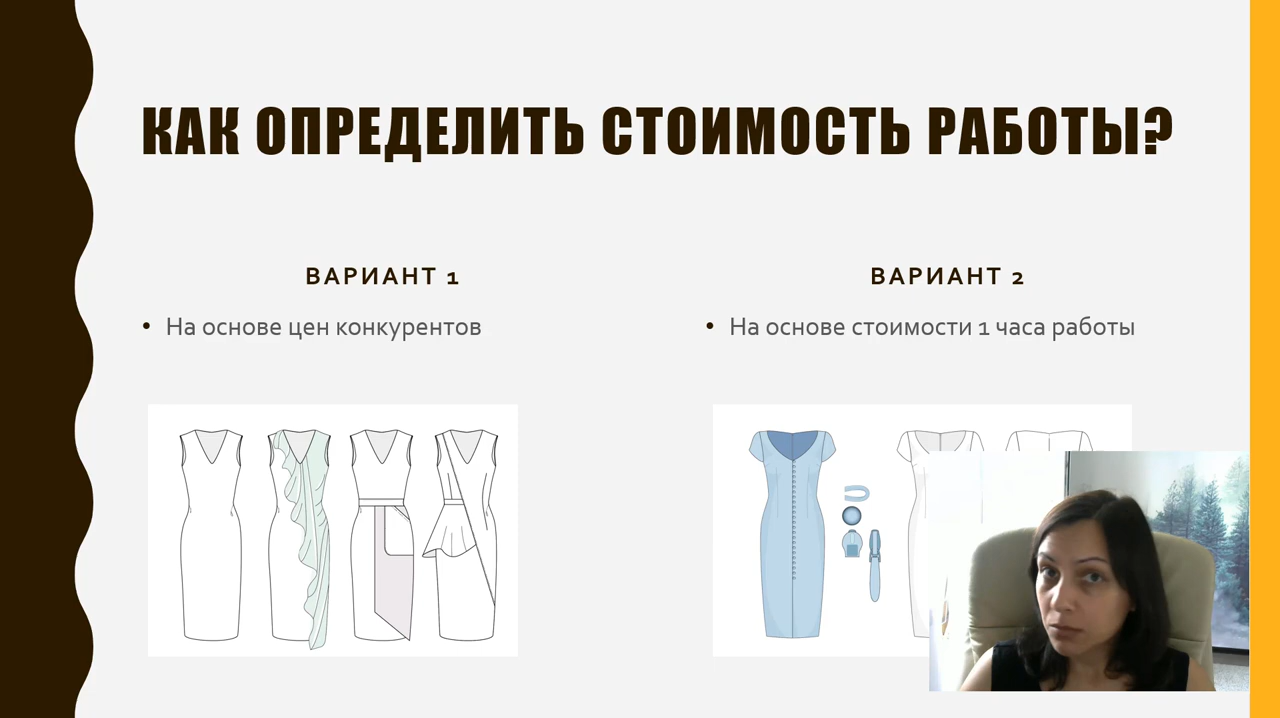 КАК ОПРЕДЕЛИТЬ СТОИМОСТЬ РАБОТЫ?
ВАРИАНТ 1
• На основе цен конкурентов
ВАРИАНТ 2
• На основе стоимости 1 часа работы